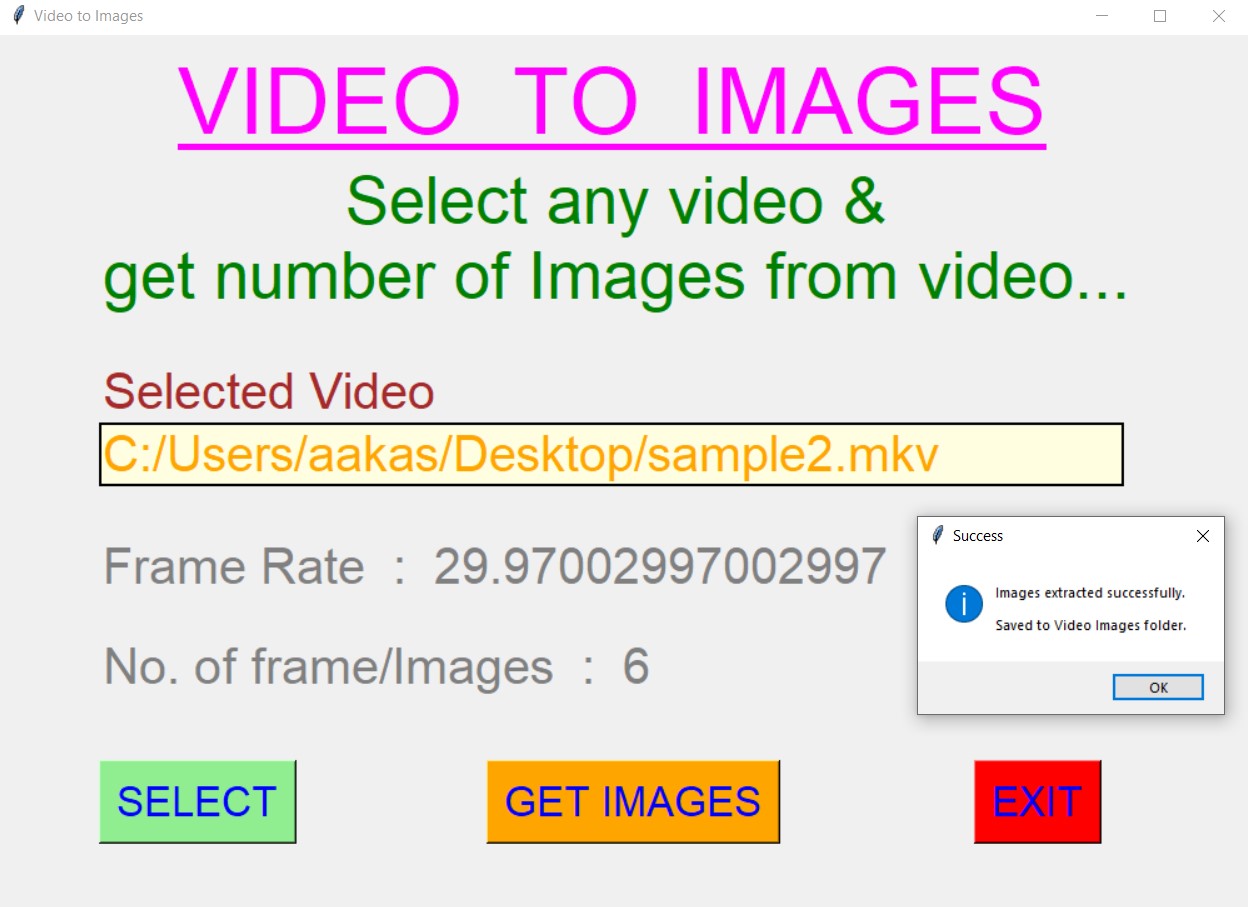 Video to Images
VIDEO TO IMAGES
Select any video &
get number of Images from video...
Selected Video
C:/Users/aakas/Desktop/sample2.mkv
Frame Rate : 29.97002997002997
No. of frame/Images : 6
Success
Images extracted successfully.
Saved to Video Images folder.
OK
SELECT
GET IMAGES
EXIT